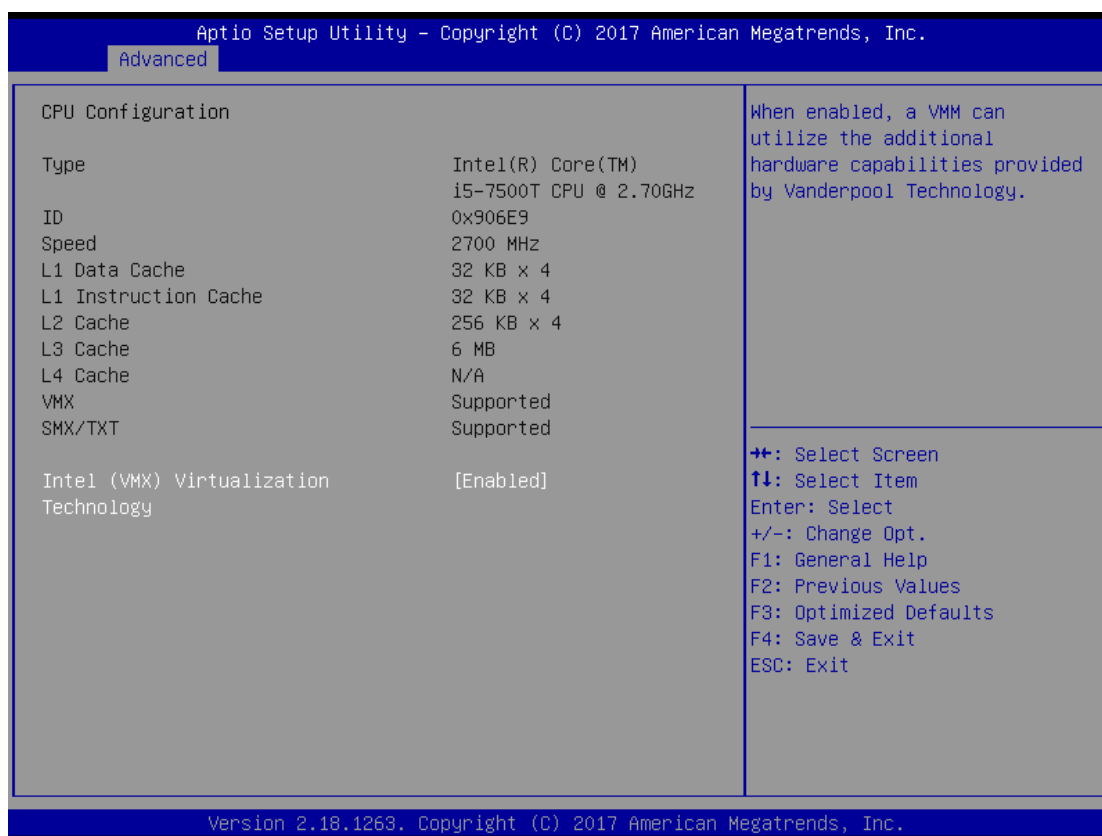 Aptio Setup Utility – Copyright (C) 2017 American Megatrends, Inc.
Advanced
CPU Configuration
Type Intel(R) Core(TM)
i5-7500T CPU @ 2.70GHz
ID 0x906E9
Speed 2700 MHz
L1 Data Cache 32 KB x 4
L1 Instruction Cache 32 KB x 4
L2 Cache 256 KB x 4
L3 Cache 6 MB
L4 Cache N/A
VMX Supported
SMX/TXT Supported
Intel (VMX) Virtualization [Enabled]
Technology
When enabled, a VMM can
utilize the additional
hardware capabilities provided
by Vanderpool Technology.
→←: Select Screen
↑↓: Select Item
Enter: Select
+/-: Change Opt.
F1: General Help
F2: Previous Values
F3: Optimized Defaults
F4: Save & Exit
ESC: Exit
Version 2.18.1263. Copyright (C) 2017 American Megatrends, Inc.